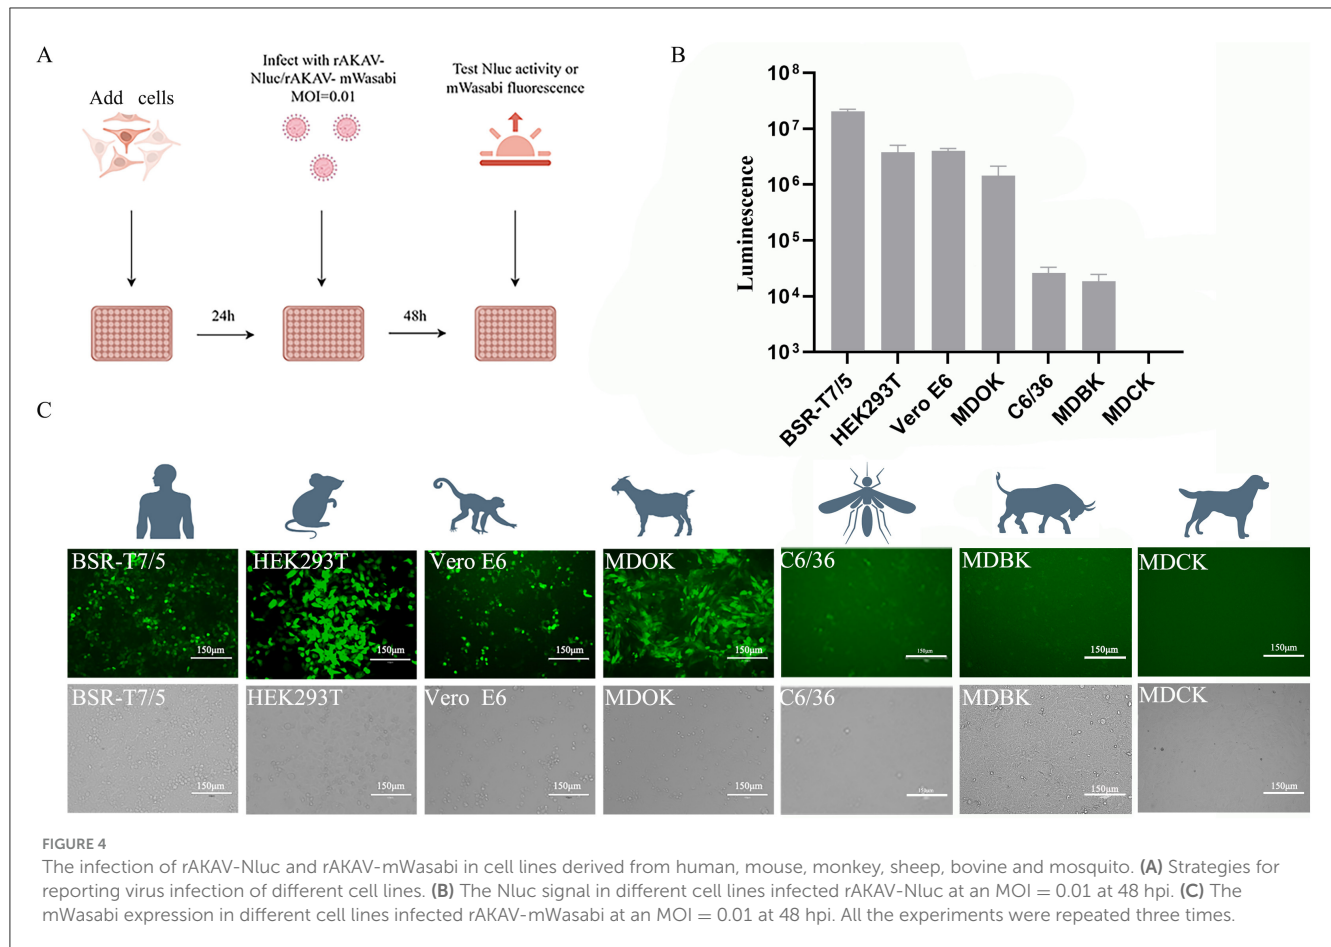 A
Infect with rAKAV-
Nluc/rAKAV- mWasabi
MOI=0.01
Test Nluc activity or
mWasabi fluorescence
Add cells
24h
48h
B
Luminescence
10⁸
10⁷
10⁶
10⁵
10⁴
10³
BSR-T7/5
HEK293T
Vero E6
MDOK
C6/36
MDBK
MDCK
C
BSR-T7/5
HEK293T
Vero E6
MDOK
C6/36
MDBK
MDCK
150μm
150μm
150μm
150μm
150μm
150μm
150μm
BSR-T7/5
HEK293T
Vero E6
MDOK
C6/36
MDBK
MDCK
150μm
150μm
150μm
150μm
150μm
150μm
150μm
FIGURE 4
The infection of rAKAV-Nluc and rAKAV-mWasabi in cell lines derived from human, mouse, monkey, sheep, bovine and mosquito. (A) Strategies for
reporting virus infection of different cell lines. (B) The Nluc signal in different cell lines infected rAKAV-Nluc at an MOI = 0.01 at 48 hpi. (C) The
mWasabi expression in different cell lines infected rAKAV-mWasabi at an MOI = 0.01 at 48 hpi. All the experiments were repeated three times.